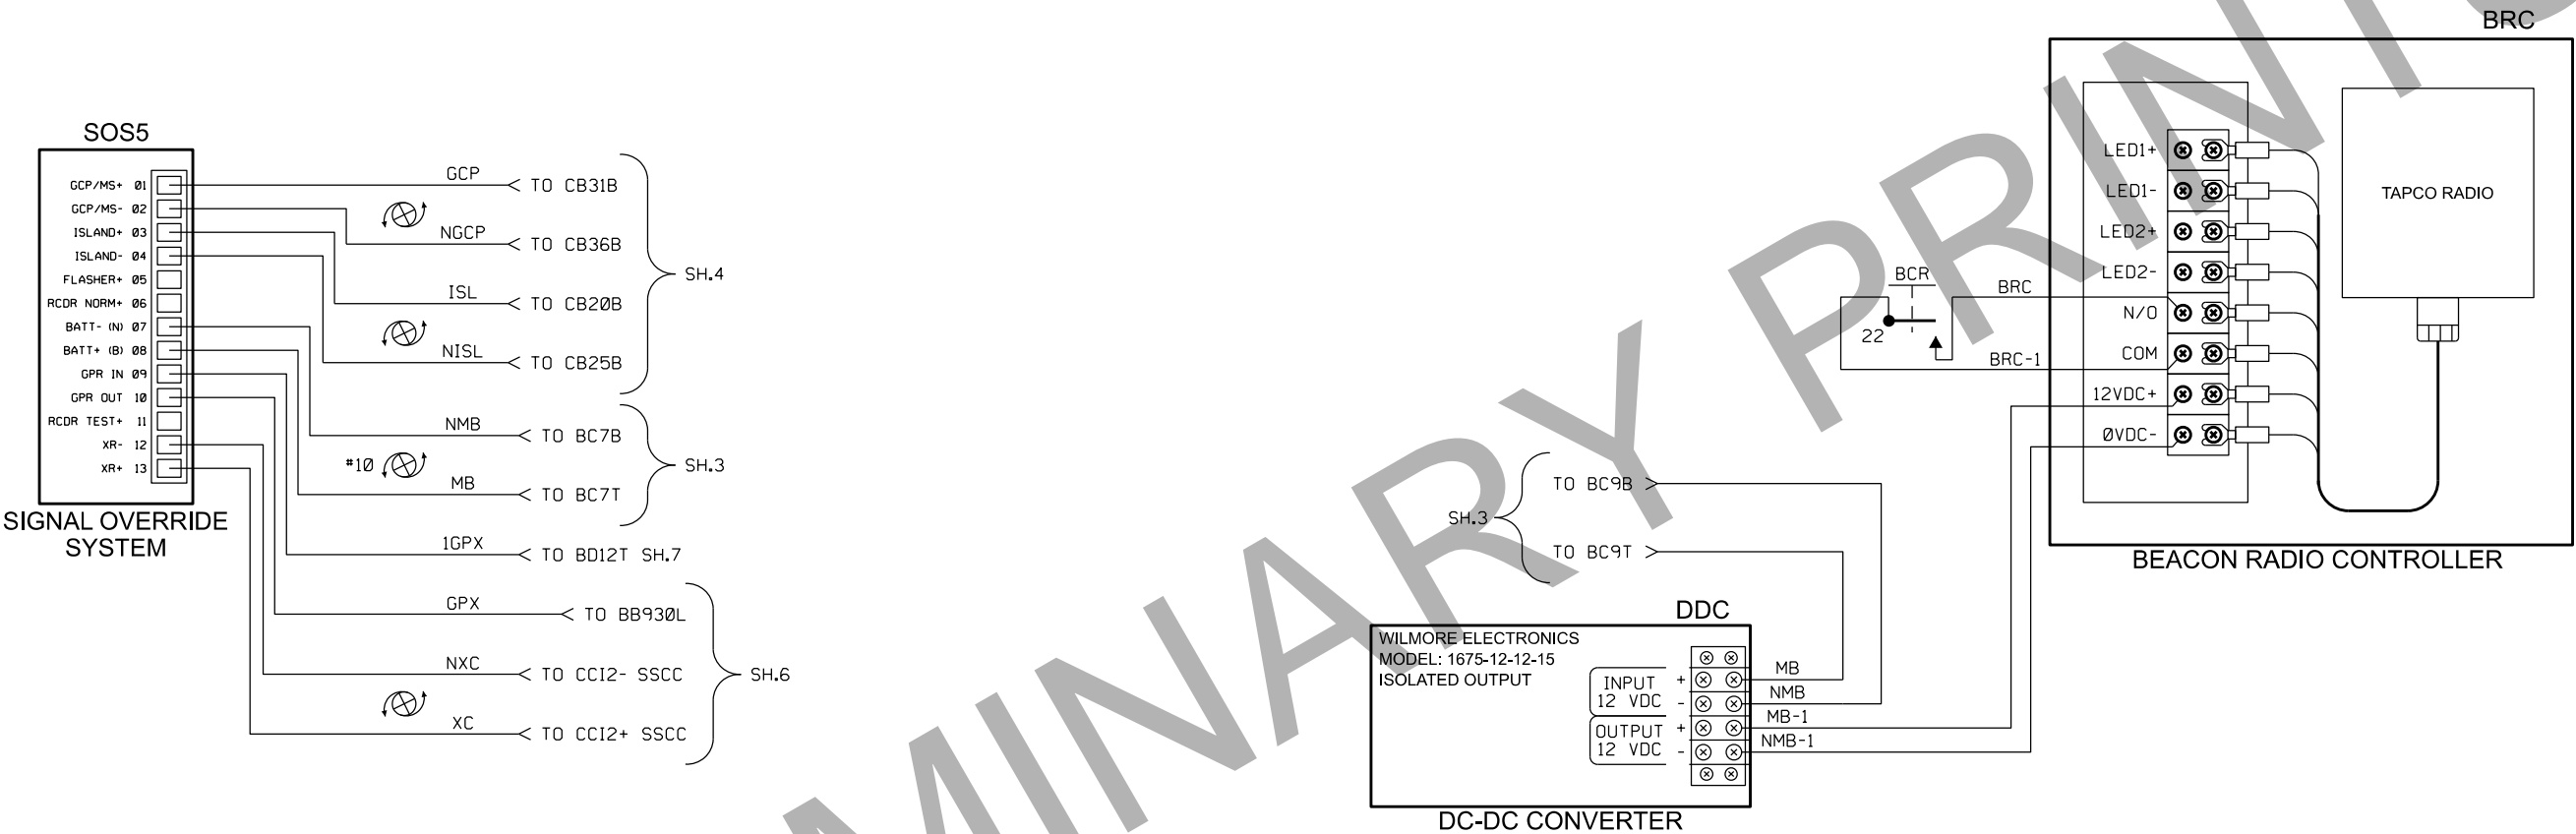 SOS5
GCP/MS+ 01
GCP/MS- 02
ISLAND+ 03
ISLAND- 04
FLASHER+ 05
RCDR NORM+ 06
BATT- (N) 07
BATT+ (B) 08
GPR IN 09
GPR OUT 10
RCDR TEST+ 11
XR- 12
XR+ 13
SIGNAL OVERRIDE
SYSTEM
GCP TO CB31B
NGCP TO CB36B
ISL TO CB20B
NISL TO CB25B
SH.4
NMB TO BC7B
#10
MB TO BC7T
SH.3
1GPX TO BD12T SH.7
GPX TO BB930L
NXC TO CCI2- SSCC
XC TO CCI2+ SSCC
SH.6
BRC
LED1+
LED1-
LED2+
LED2-
N/O
COM
12VDC+
0VDC-
TAPCO RADIO
BEACON RADIO CONTROLLER
BCR
22
BRC
BRC-1
SH.3
TO BC9B
TO BC9T
DDC
WILMORE ELECTRONICS
MODEL: 1675-12-12-15
ISOLATED OUTPUT
INPUT
12 VDC
+
-
OUTPUT
12 VDC
+
-
MB
NMB
MB-1
NMB-1
DC-DC CONVERTER
MINARY PRINTS